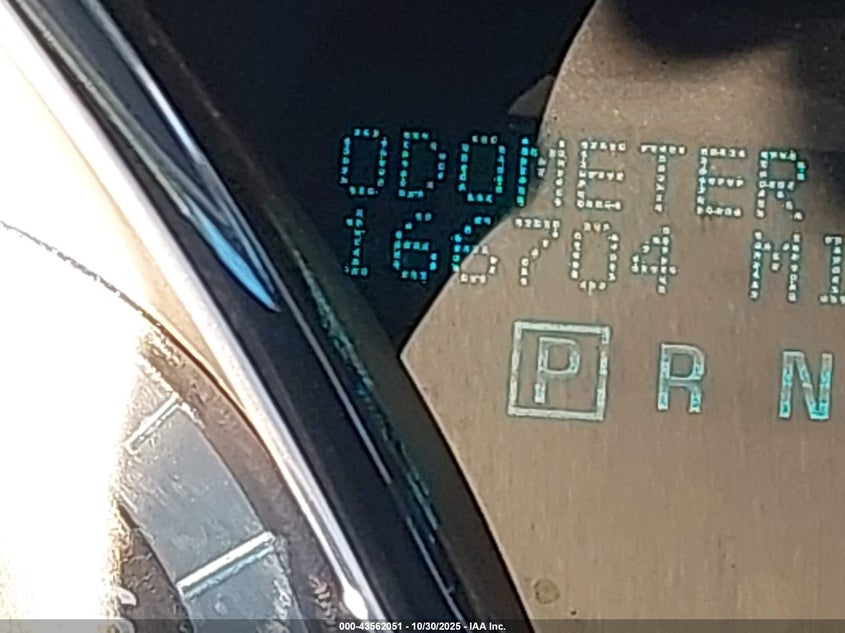 ODOMETER
166704 MI
P R N
000-43562051 - 10/30/2025 - IAA Inc.